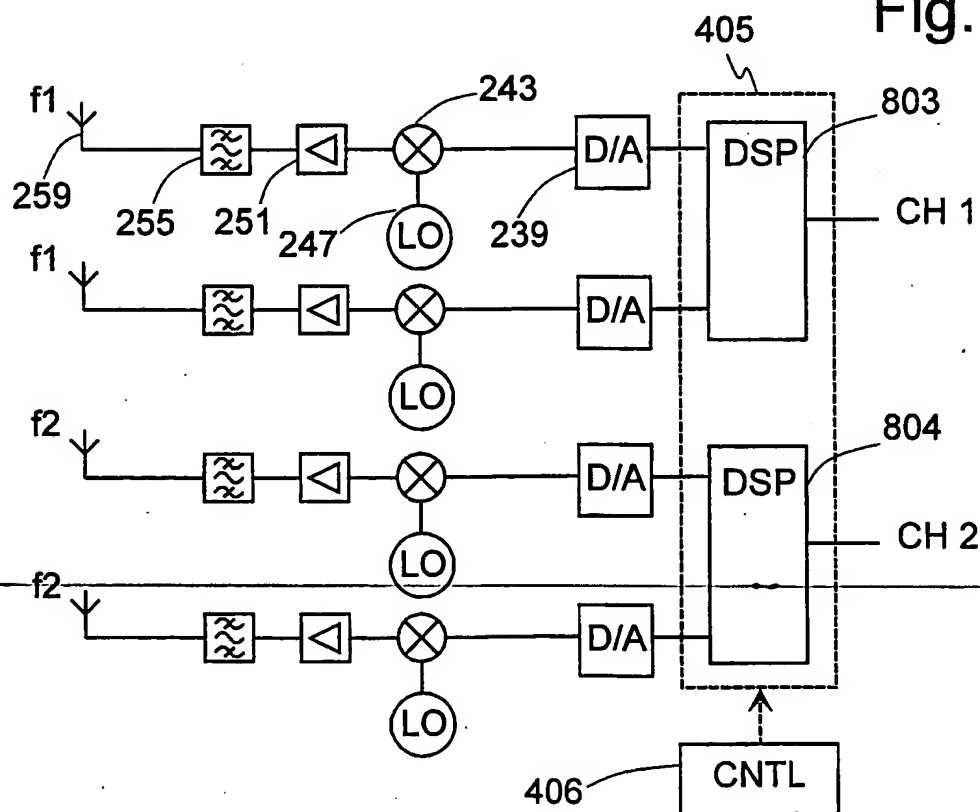 Fig.
405
f1
243
803
D/A
DSP
259
255
251
247
LO
239
CH 1
f1
D/A
LO
f2
804
D/A
DSP
LO
CH 2
f2
D/A
LO
406
CNTL